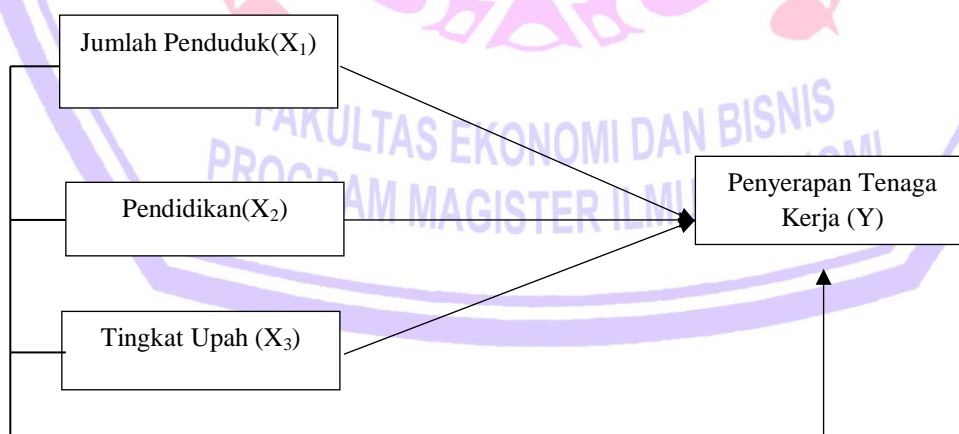 Jumlah Penduduk(X₁)
FAKULTAS EKONOMI DAN BISNIS
PROGRAM MAGISTER ILMU
Pendidikan(X₂)
Penyerapan Tenaga
Kerja (Y)
Tingkat Upah (X₃)